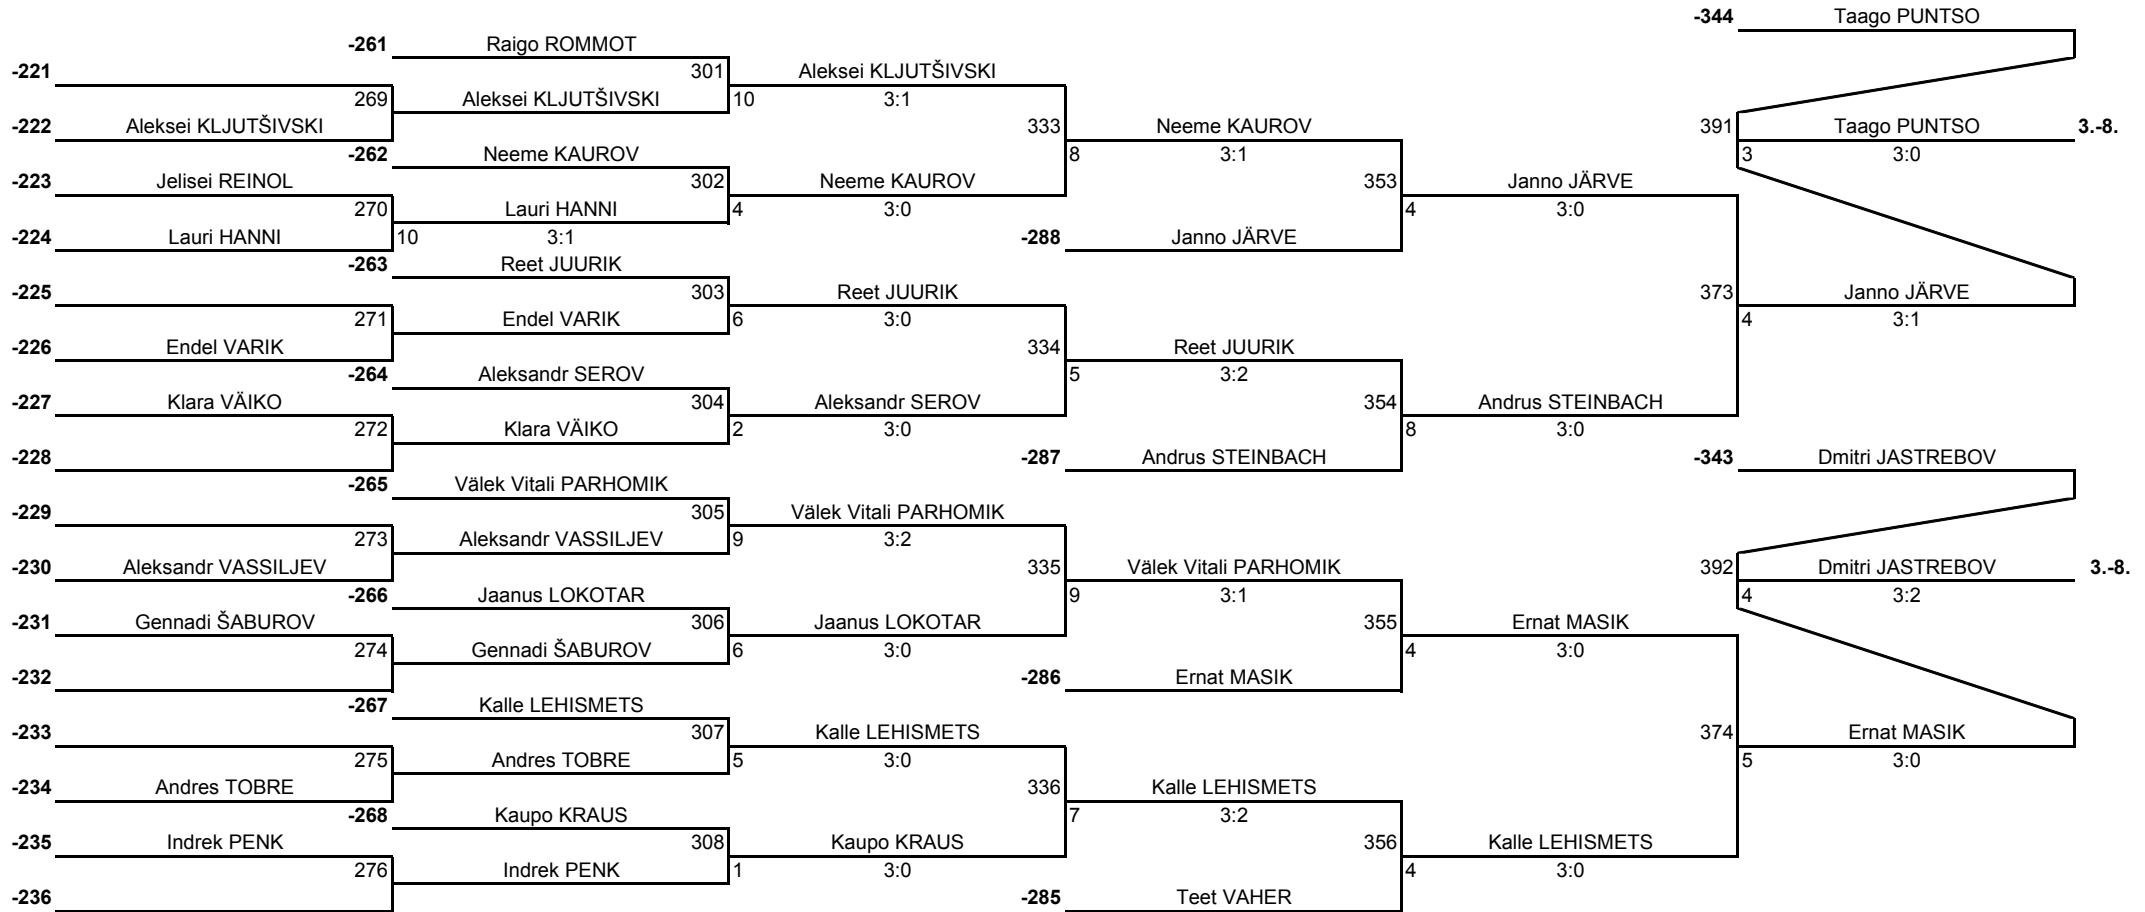 -344 Taago PUNTSO
-261 Raigo ROMMOT
-221 301 Aleksei KLJUTŠIVSKI
269 Aleksei KLJUTŠIVSKI 10 3:1
-222 Aleksei KLJUTŠIVSKI 333 Neeme KAUROV 391 Taago PUNTSO 3.-8.
-262 Neeme KAUROV 8 3:1 3 3:0
-223 Jelisei REINOL 302 Neeme KAUROV 353 Janno JÄRVE
270 Lauri HANNI 4 3:0 4 3:0
-224 Lauri HANNI 10 3:1 -288 Janno JÄRVE
-263 Reet JUURIK
-225 303 Reet JUURIK 373 Janno JÄRVE
271 Endel VARIK 6 3:0 4 3:1
-226 Endel VARIK 334 Reet JUURIK
-264 Aleksandr SEROV 5 3:2
-227 Klara VÄIKO 304 Aleksandr SEROV 354 Andrus STEINBACH
272 Klara VÄIKO 2 3:0 8 3:0
-228 -287 Andrus STEINBACH -343 Dmitri JASTREBOV
-265 Välek Vitali PARHOMIK
-229 305 Välek Vitali PARHOMIK
273 Aleksandr VASSILJEV 9 3:2
-230 Aleksandr VASSILJEV 335 Välek Vitali PARHOMIK 392 Dmitri JASTREBOV 3.-8.
-266 Jaanus LOKOTAR 9 3:1 4 3:2
-231 Gennadi ŠABUROV 306 Jaanus LOKOTAR 355 Ernat MASIK
274 Gennadi ŠABUROV 6 3:0 4 3:0
-232 -286 Ernat MASIK
-267 Kalle LEHISMETS
-233 307 Kalle LEHISMETS 374 Ernat MASIK
275 Andres TOBRE 5 3:0 5 3:0
-234 Andres TOBRE 336 Kalle LEHISMETS
-268 Kaupo KRAUS 7 3:2
-235 Indrek PENK 308 Kaupo KRAUS 356 Kalle LEHISMETS
276 Indrek PENK 1 3:0 4 3:0
-236 -285 Teet VAHER